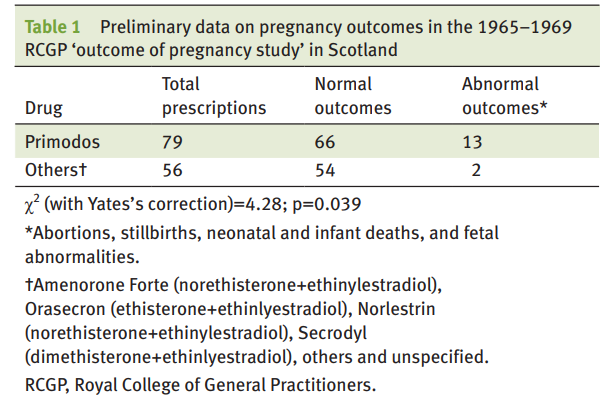 Table 1 Preliminary data on pregnancy outcomes in the 1965–1969
RCGP ‘outcome of pregnancy study’ in Scotland
Drug Total prescriptions Normal outcomes Abnormal outcomes*
Primodos 79 66 13
Others† 56 54 2
χ² (with Yates’s correction)=4.28; p=0.039
*Abortions, stillbirths, neonatal and infant deaths, and fetal
abnormalities.
†Amenorone Forte (norethisterone+ethinylestradiol),
Orasecron (ethisterone+ethinlyestradiol), Norlestrin
(norethisterone+ethinylestradiol), Secrodyl
(dimethisterone+ethinlyestradiol), others and unspecified.
RCGP, Royal College of General Practitioners.